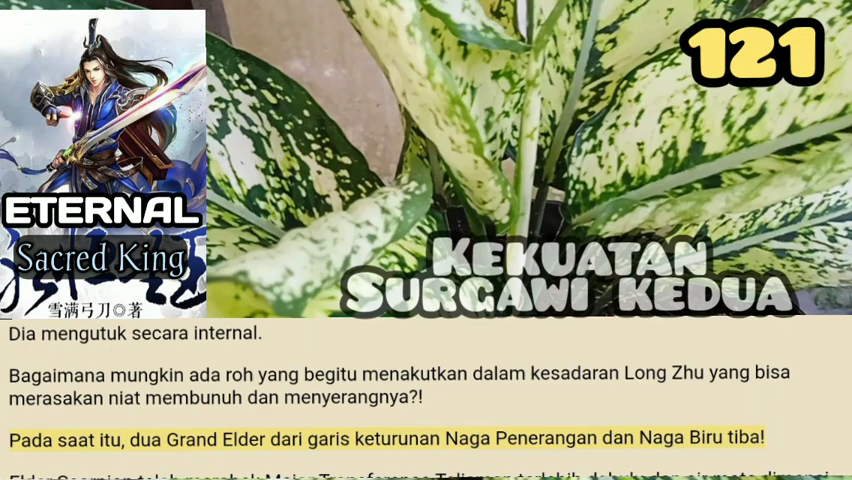 121
ETERNAL
Sacred King
雪满弓刀◎著
KEKUATAN
SURGAWI KEDUA
Dia mengutuk secara internal.
Bagaimana mungkin ada roh yang begitu menakutkan dalam kesadaran Long Zhu yang bisa
merasakan niat membunuh dan menyerangnya?!
Pada saat itu, dua Grand Elder dari garis keturunan Naga Penerangan dan Naga Biru tiba!